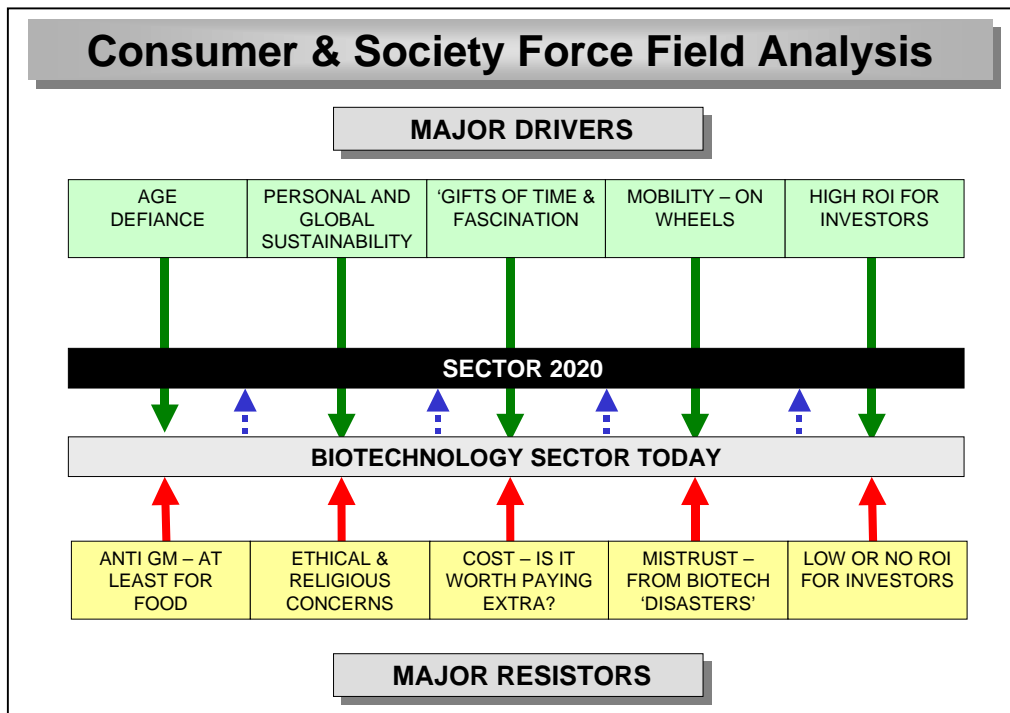 Consumer & Society Force Field Analysis
MAJOR DRIVERS
AGE
DEFIANCE
PERSONAL AND
GLOBAL
SUSTAINABILITY
‘GIFTS OF TIME &
FASCINATION
MOBILITY – ON
WHEELS
HIGH ROI FOR
INVESTORS
SECTOR 2020
BIOTECHNOLOGY SECTOR TODAY
ANTI GM – AT
LEAST FOR
FOOD
ETHICAL &
RELIGIOUS
CONCERNS
COST – IS IT
WORTH PAYING
EXTRA?
MISTRUST –
FROM BIOTECH
‘DISASTERS’
LOW OR NO ROI
FOR INVESTORS
MAJOR RESISTORS